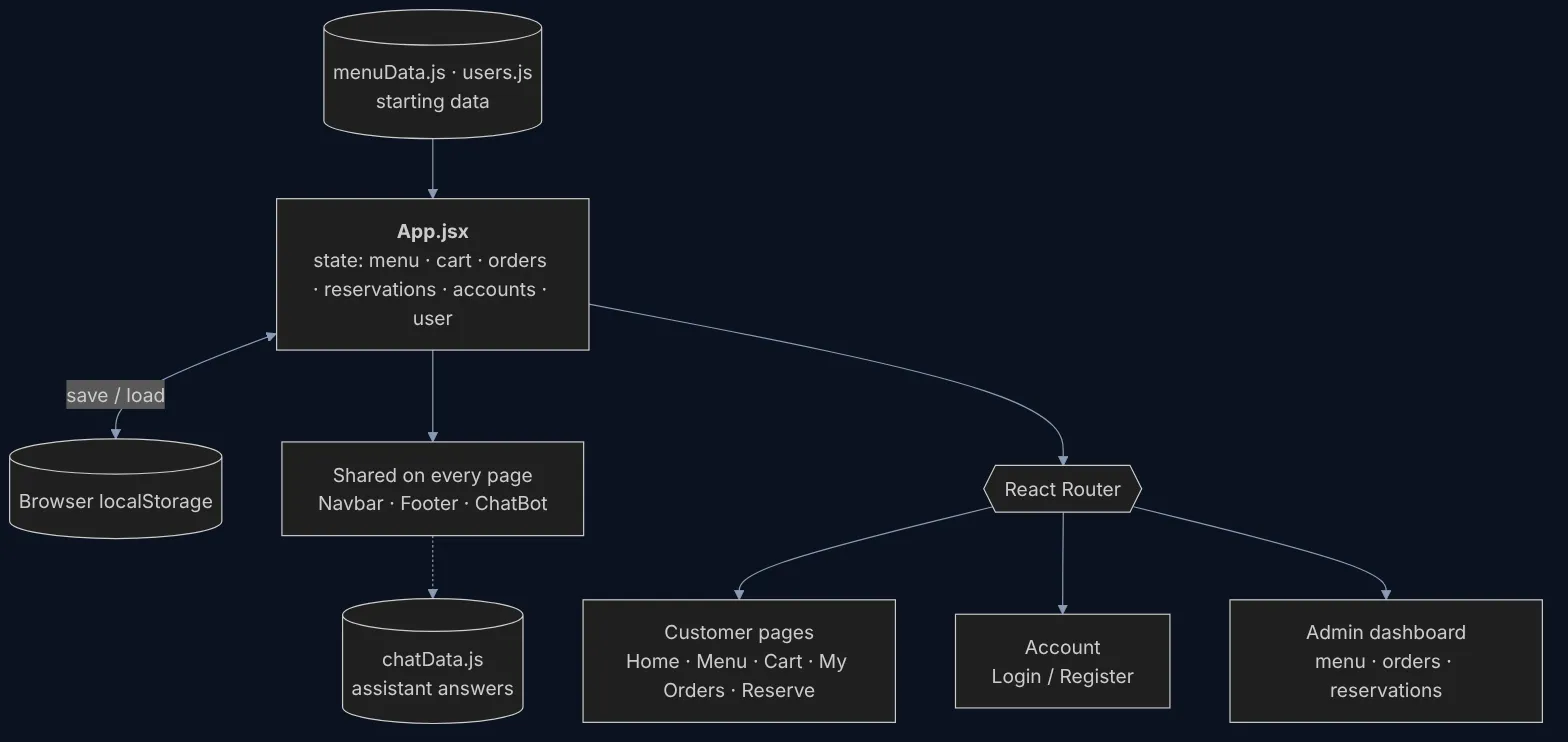 menuData.js · users.js
starting data
App.jsx
state: menu · cart · orders
· reservations · accounts ·
user
save / load
Browser localStorage
Shared on every page
Navbar · Footer · ChatBot
React Router
chatData.js
assistant answers
Customer pages
Home · Menu · Cart · My
Orders · Reserve
Account
Login / Register
Admin dashboard
menu · orders ·
reservations